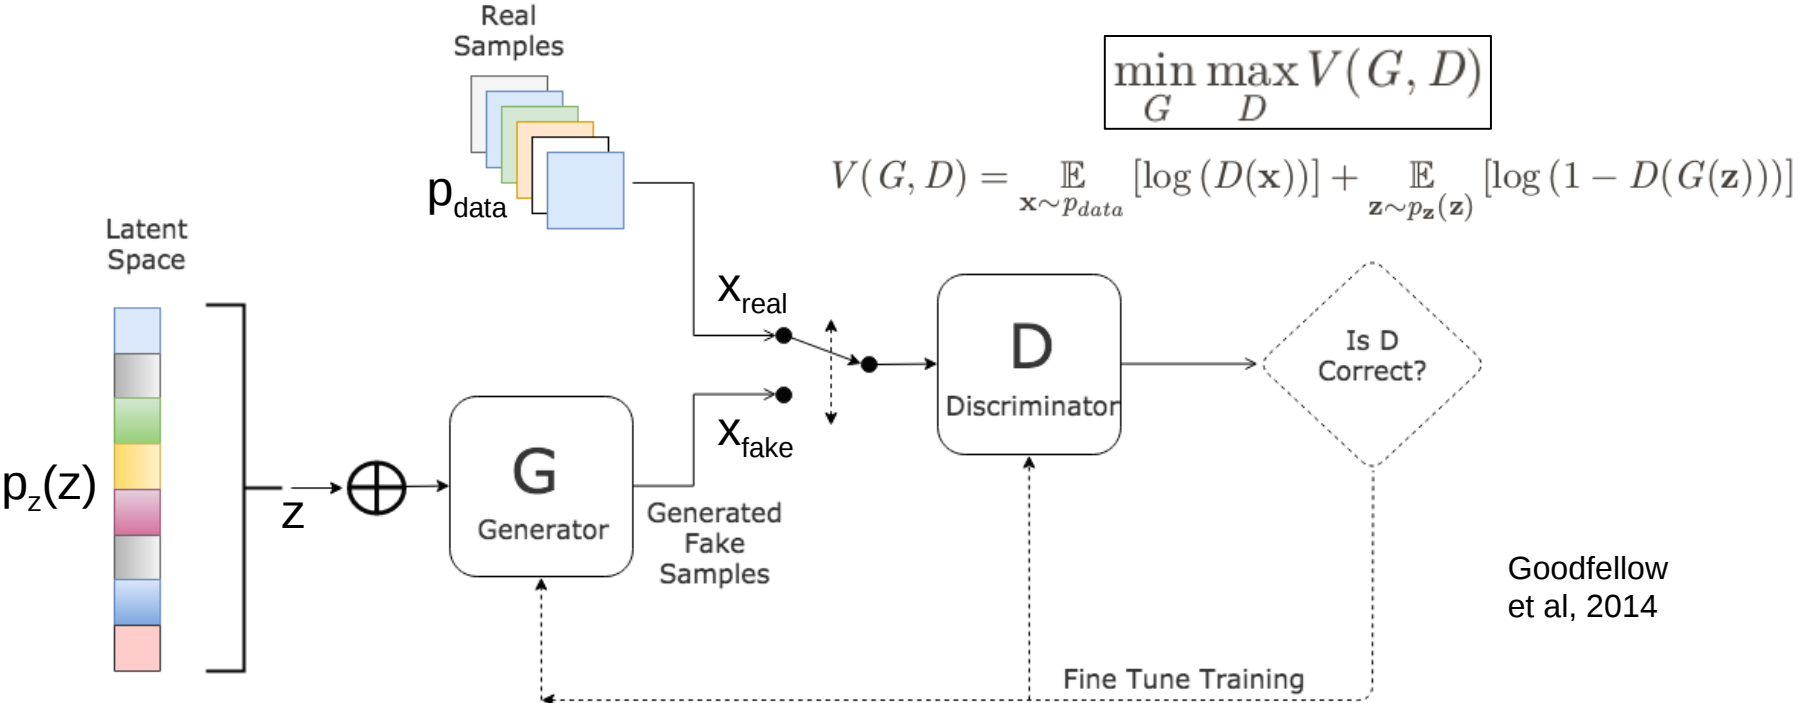 Real
Samples
min max V(G, D)
G D
V(G, D) = 𝔼 [log (D(x))] + 𝔼 [log (1 − D(G(z)))]
x∼p_data z∼p_z(z)
p_data
Latent
Space
x_real
D
Discriminator
Is D
Correct?
x_fake
p_z(z)
z
G
Generator
Generated
Fake
Samples
Goodfellow
et al, 2014
Fine Tune Training